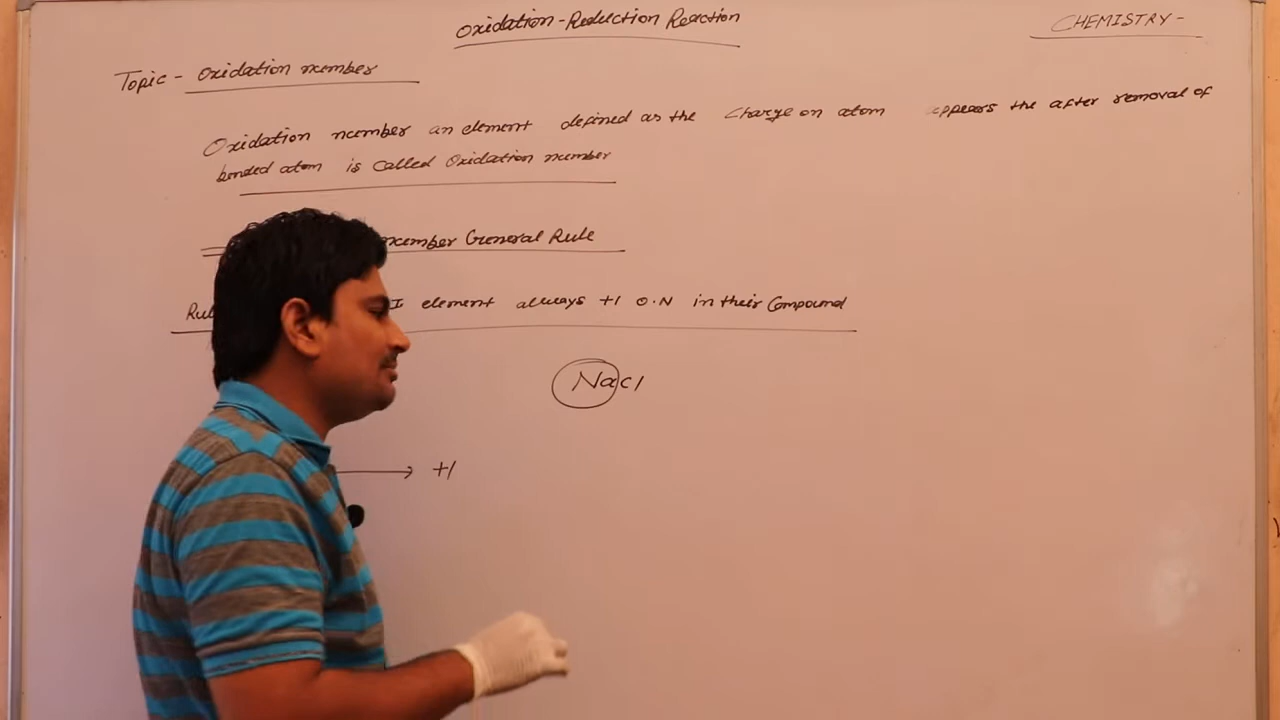 Oxidation-Reduction Reaction
CHEMISTRY-
Topic - Oxidation number
Oxidation number an element defined as the charge on atom appears the after removal of
bonded atom is called Oxidation number
number General Rule
Rul I element always +1 O.N in their Compound
NaCl
+1